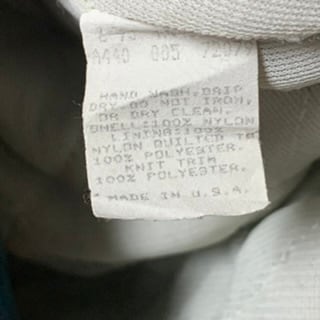 A440 005
HAND WASH. DRIP
DRY. DO NOT IRON,
OR DRY CLEAN.
SHELL:100% NYLON
LINING:100%
NYLON QUILTED TO
100% POLYESTER.
KNIT TRIM
100% POLYESTER.
MADE IN U.S.A.